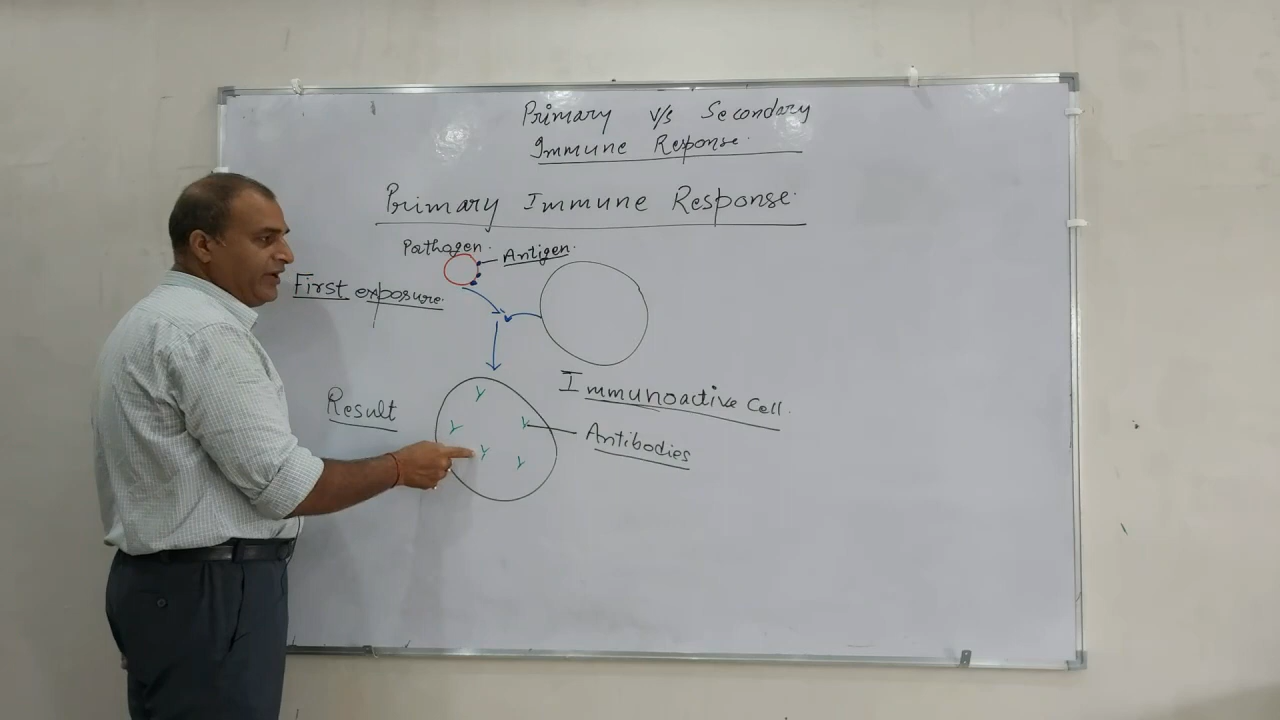 Primary v/s Secondary
Immune Response.
Primary Immune Response.
Pathogen.
Antigen.
First exposure.
Immunoactive Cell.
Result
Antibodies